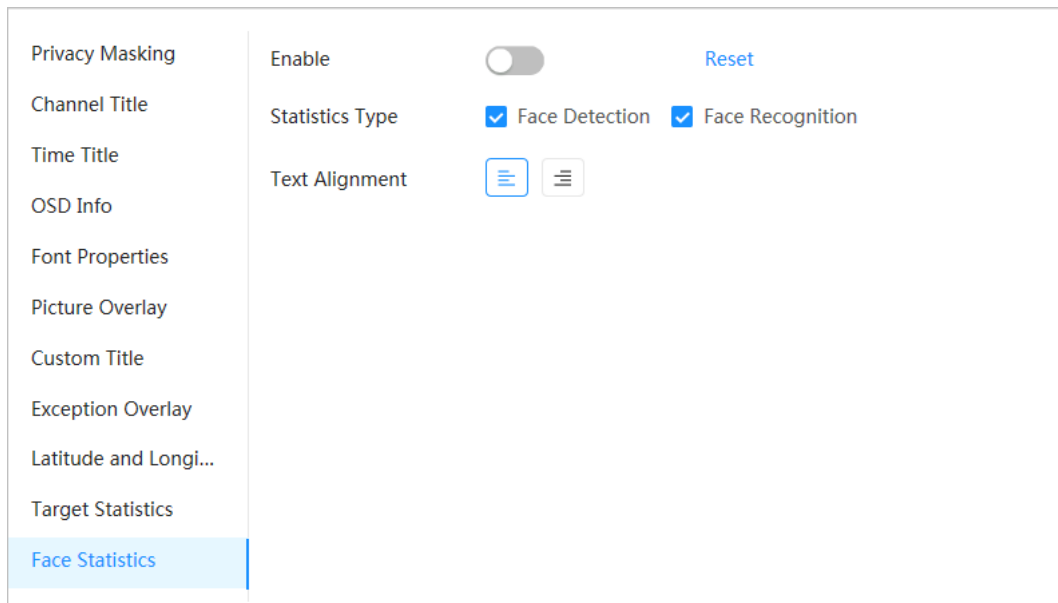 Privacy Masking
Channel Title
Time Title
OSD Info
Font Properties
Picture Overlay
Custom Title
Exception Overlay
Latitude and Longi...
Target Statistics
Face Statistics
Enable Reset
Statistics Type Face Detection Face Recognition
Text Alignment